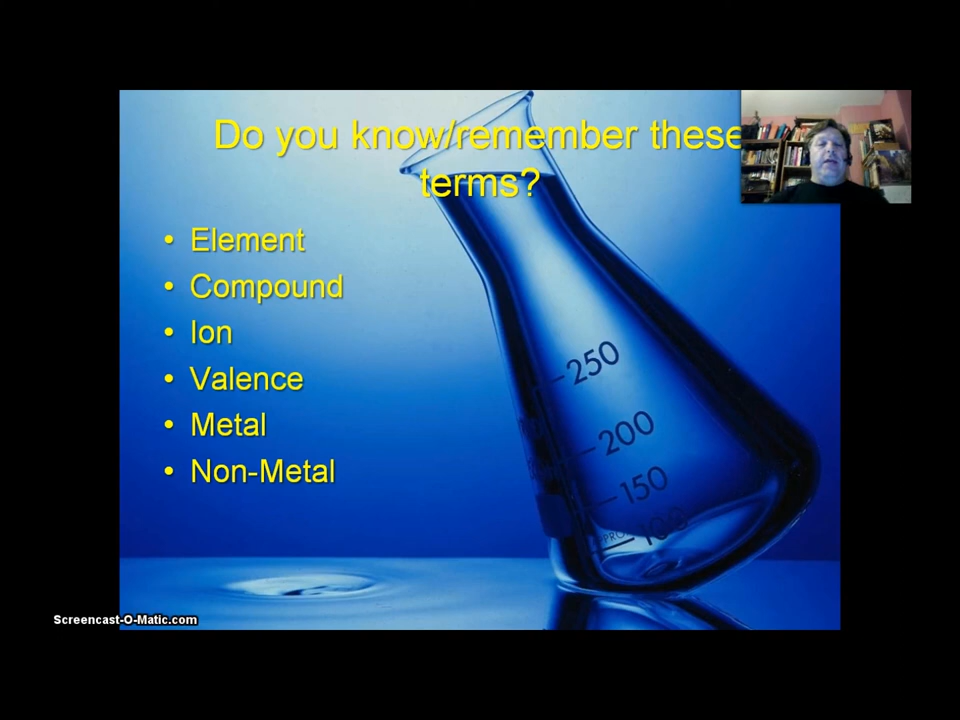 Do you know/remember these
terms?
• Element
• Compound
• Ion
• Valence
• Metal
• Non-Metal
250
200
150
100
Screencast-O-Matic.com